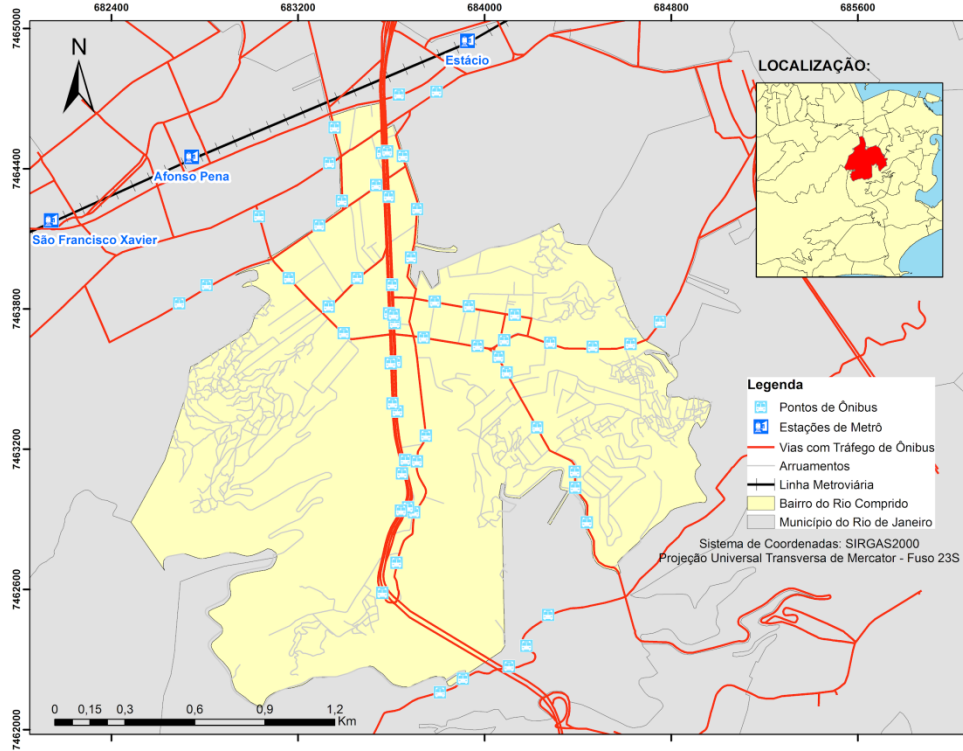 682400 683200 684000 684800 685600
7465000
7464400
7463800
7463200
7462600
7462000
N
Estácio
Afonso Pena
São Francisco Xavier
LOCALIZAÇÃO:
Legenda
Pontos de Ônibus
Estações de Metrô
Vias com Tráfego de Ônibus
Arruamentos
Linha Metroviária
Bairro do Rio Comprido
Município do Rio de Janeiro
Sistema de Coordenadas: SIRGAS2000
Projeção Universal Transversa de Mercator - Fuso 23S
0 0,15 0,3 0,6 0,9 1,2
Km